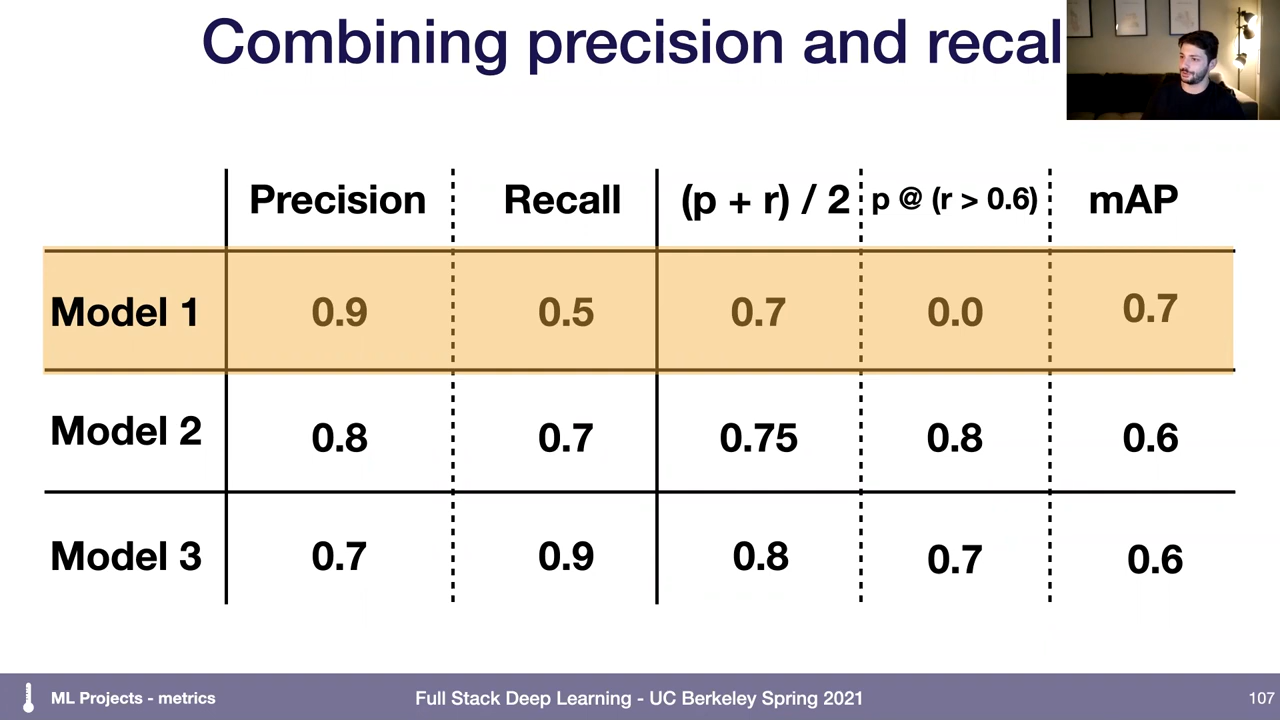 Combining precision and recal
Precision Recall (p + r) / 2 p @ (r > 0.6) mAP
Model 1 0.9 0.5 0.7 0.0 0.7
Model 2 0.8 0.7 0.75 0.8 0.6
Model 3 0.7 0.9 0.8 0.7 0.6
ML Projects - metrics Full Stack Deep Learning - UC Berkeley Spring 2021 107